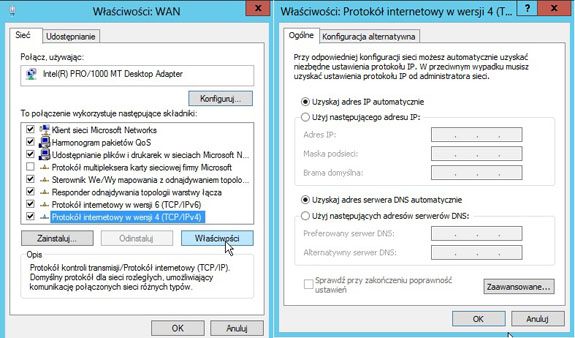 Właściwości: WAN
Sieć
Udostępnianie
Połącz, używając:
Intel(R) PRO/1000 MT Desktop Adapter
Konfiguruj...
To połączenie wykorzystuje następujące składniki:
Klient sieci Microsoft Networks
Harmonogram pakietów QoS
Udostępnianie plików i drukarek w sieciach Microsoft N...
Protokół multipleksera karty sieciowej firmy Microsoft
Sterownik We/Wy mapowania z odnajdywaniem topolo...
Responder odnajdywania topologii warstwy łącza
Protokół internetowy w wersji 6 (TCP/IPv6)
Protokół internetowy w wersji 4 (TCP/IPv4)
Zainstaluj...
Odinstaluj
Właściwości
Opis
Protokół kontroli transmisji/Protokół internetowy (TCP/IP).
Domyślny protokół dla sieci rozległych, umożliwiający
komunikację połączonych sieci różnych typów.
OK
Anuluj
Właściwości: Protokół internetowy w wersji 4 (T...
?
Ogólne
Konfiguracja alternatywna
Przy odpowiedniej konfiguracji sieci możesz automatycznie uzyskać
niezbędne ustawienia protokołu IP. W przeciwnym wypadku musisz
uzyskać ustawienia protokołu IP od administratora sieci.
Uzyskaj adres IP automatycznie
Użyj następującego adresu IP:
Adres IP:
Maska podsieci:
Brama domyślna:
Uzyskaj adres serwera DNS automatycznie
Użyj następujących adresów serwerów DNS:
Preferowany serwer DNS:
Alternatywny serwer DNS:
Sprawdź przy zakończeniu poprawność
ustawień
Zaawansowane...
OK
Anuluj